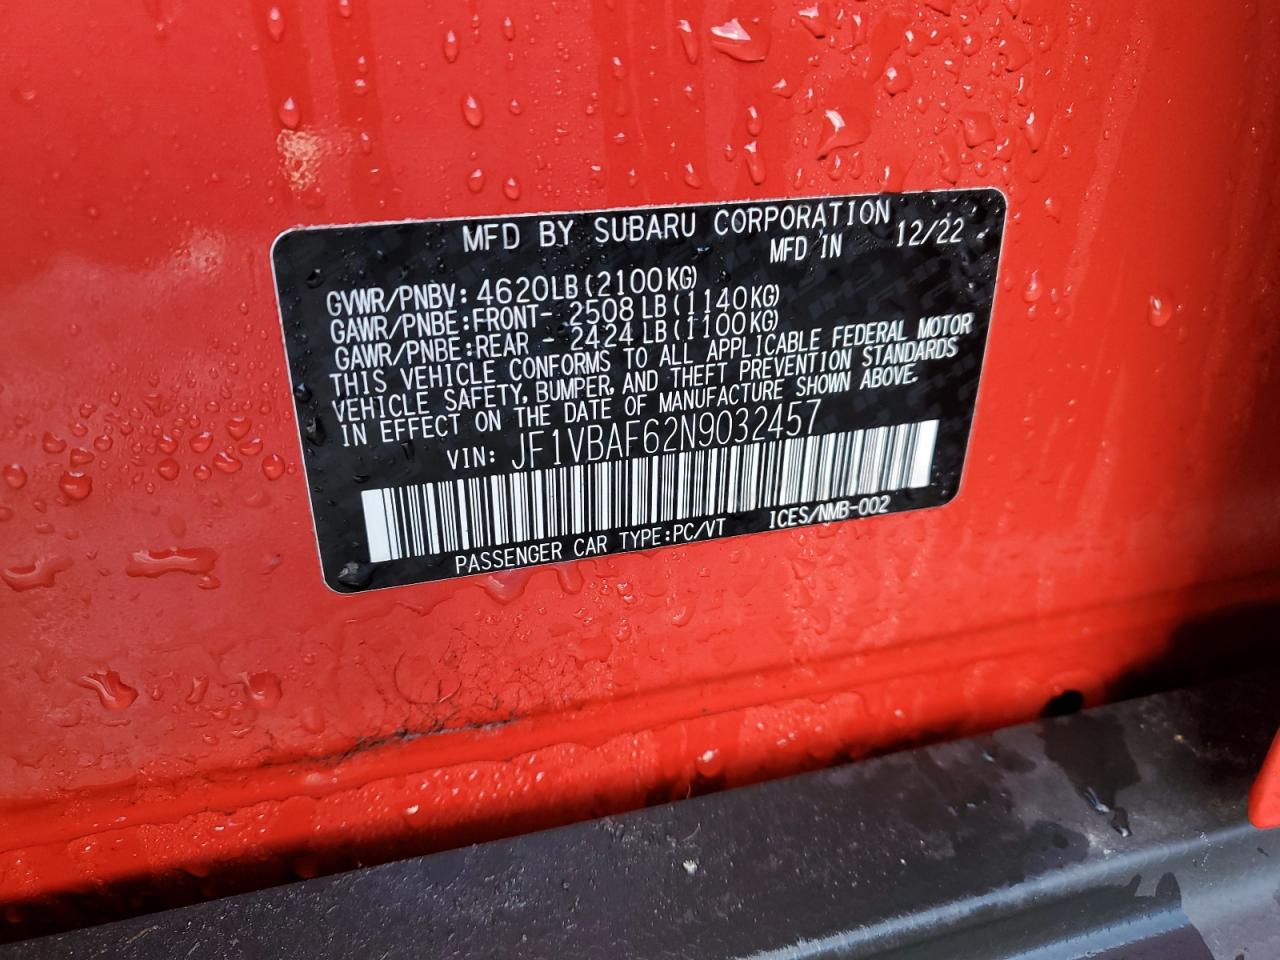 MFD BY SUBARU CORPORATION
MFD IN 12/22
GVWR/PNBV: 4620LB(2100KG)
GAWR/PNBE:FRONT- 2508 LB(1140KG)
GAWR/PNBE:REAR - 2424 LB(1100KG)
THIS VEHICLE CONFORMS TO ALL APPLICABLE FEDERAL MOTOR
VEHICLE SAFETY, BUMPER, AND THEFT PREVENTION STANDARDS
IN EFFECT ON THE DATE OF MANUFACTURE SHOWN ABOVE.
VIN: JF1VBAF62N9032457
PASSENGER CAR TYPE:PC/VT ICES/NMB-002